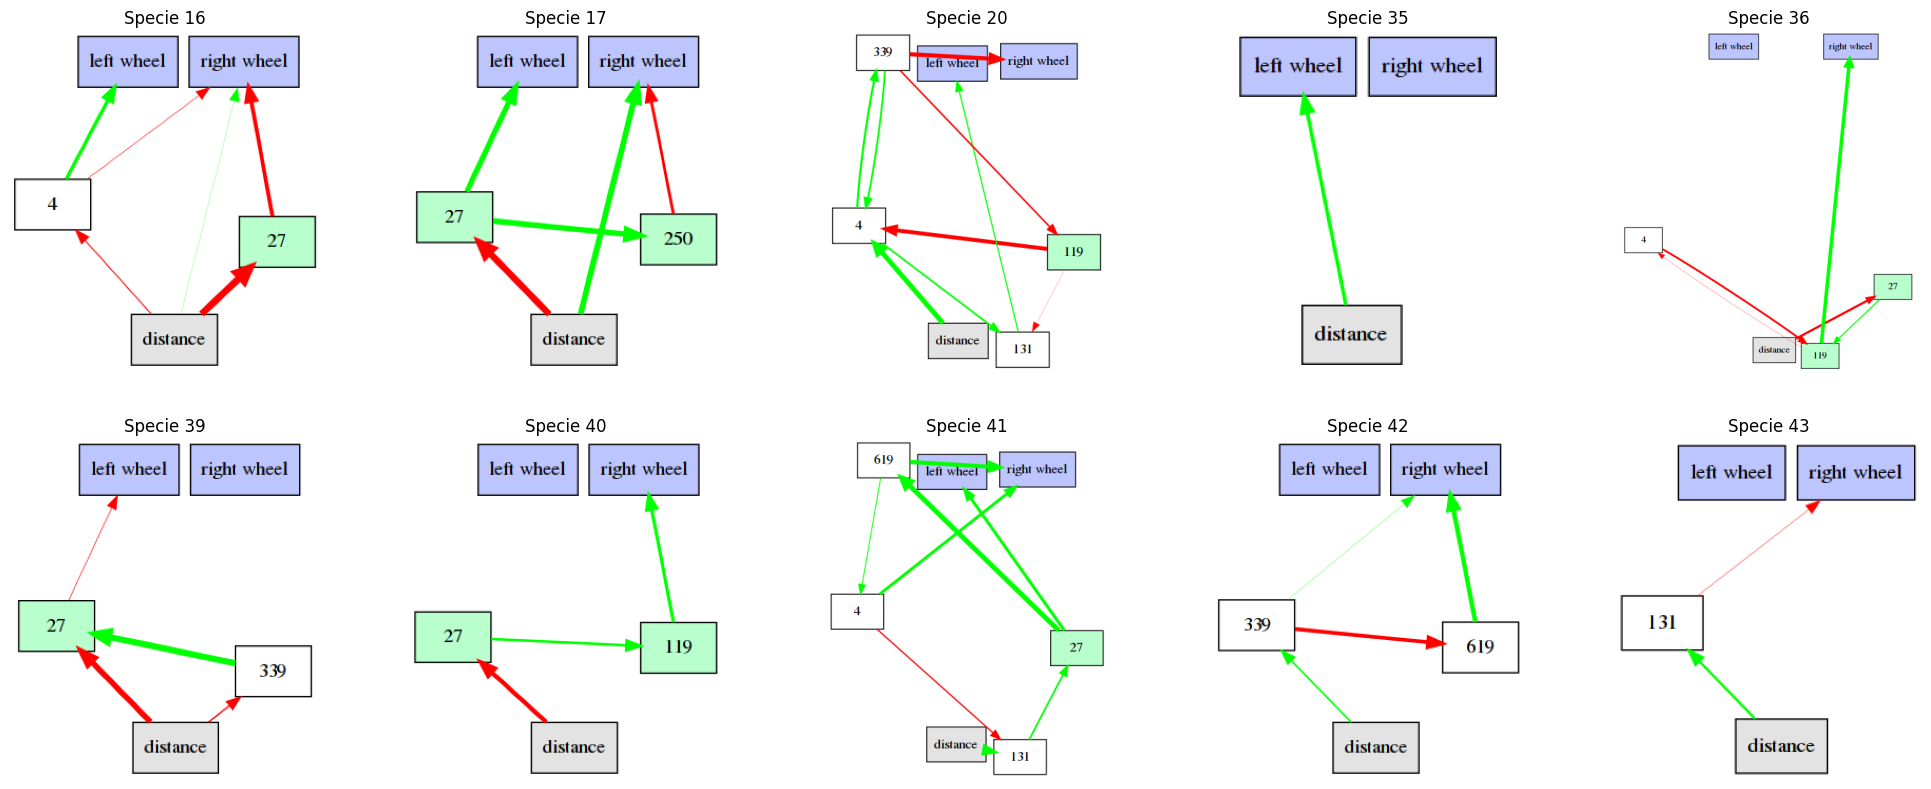 Specie 16
left wheel
right wheel
4
27
distance
Specie 17
left wheel
right wheel
27
250
distance
Specie 20
339
left wheel
right wheel
4
119
distance
131
Specie 35
left wheel
right wheel
distance
Specie 36
left wheel
right wheel
4
27
distance
119
Specie 39
left wheel
right wheel
27
339
distance
Specie 40
left wheel
right wheel
27
119
distance
Specie 41
619
left wheel
right wheel
4
27
distance
131
Specie 42
left wheel
right wheel
339
619
distance
Specie 43
left wheel
right wheel
131
distance